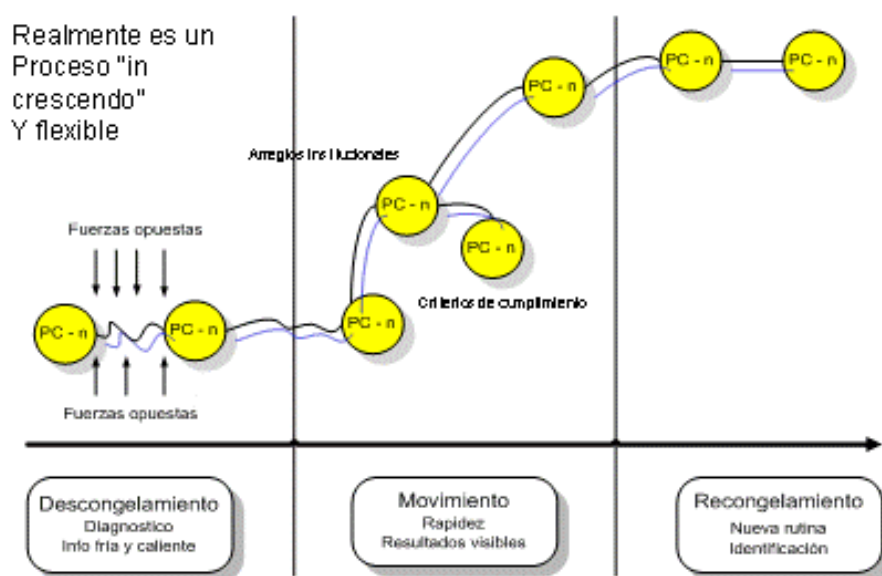 Realmente es un
Proceso "in
crescendo"
Y flexible
Arreglos institucionales
Fuerzas opuestas
PC - n
PC - n
PC - n
PC - n
PC - n
PC - n
PC - n
PC - n
Criterios de cumplimiento
Fuerzas opuestas
Descongelamiento
Diagnostico
Info fría y caliente
Movimiento
Rapidez
Resultados visibles
Recongelamiento
Nueva rutina
Identificación